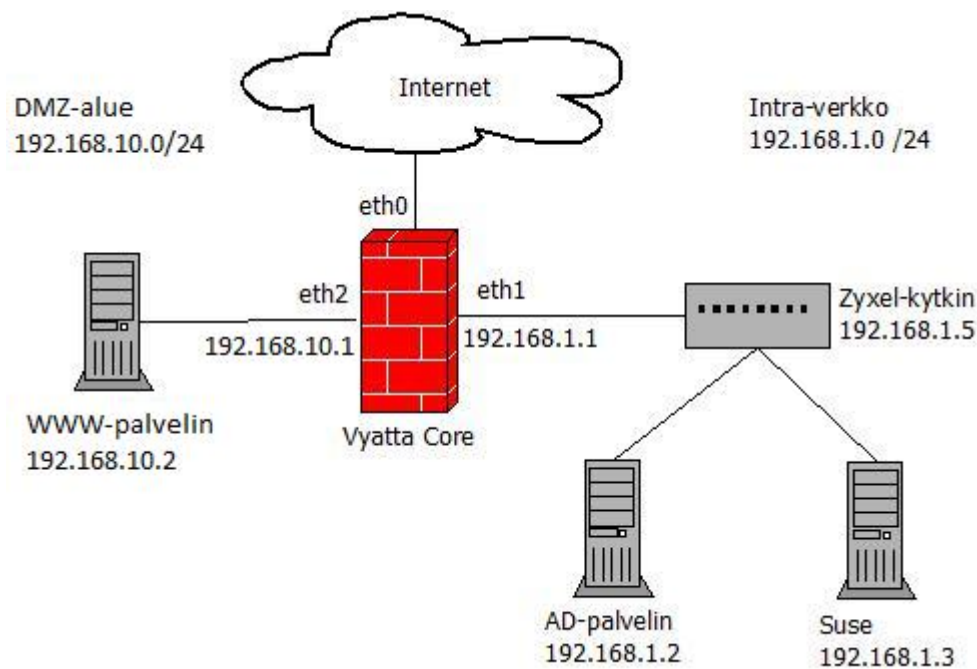 Internet
DMZ-alue
192.168.10.0/24
Intra-verkko
192.168.1.0 /24
eth0
eth2
192.168.10.1
eth1
192.168.1.1
Zyxel-kytkin
192.168.1.5
WWW-palvelin
192.168.10.2
Vyatta Core
AD-palvelin
192.168.1.2
Suse
192.168.1.3